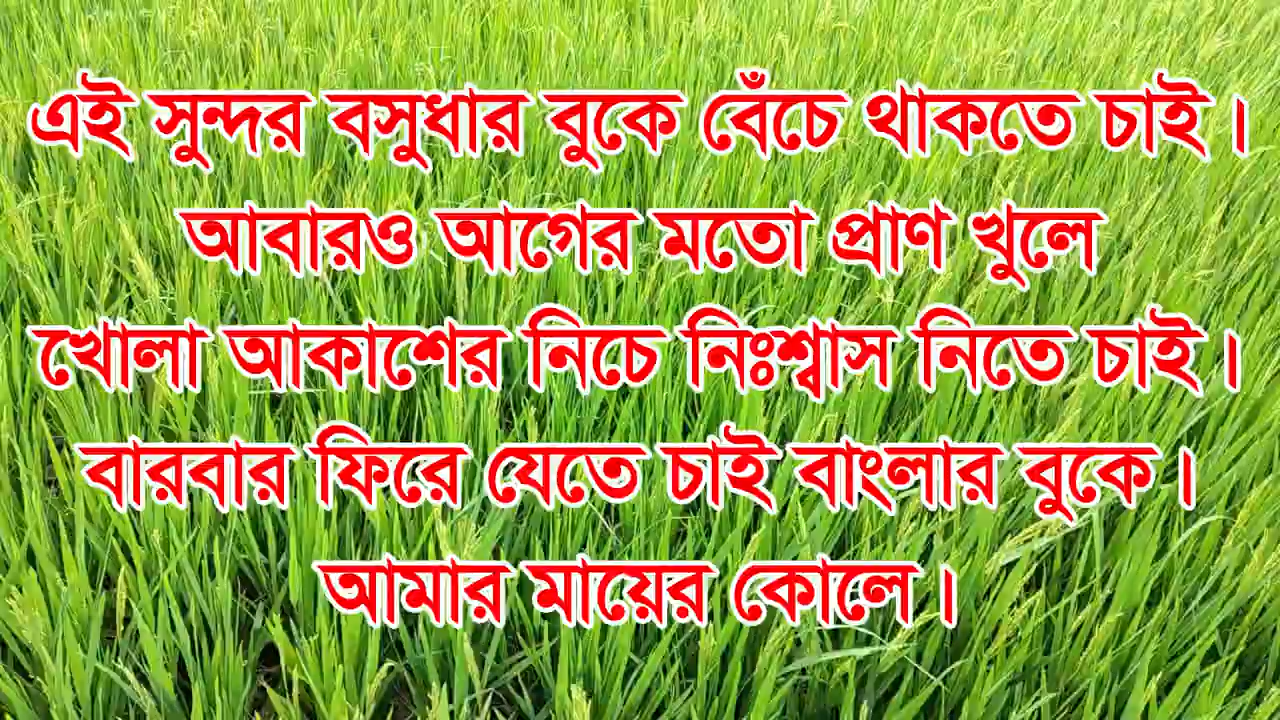 এই সুন্দর বসুধার বুকে বেঁচে থাকতে চাই।
আবারও আগের মতো প্রাণ খুলে
খোলা আকাশের নিচে নিঃশ্বাস নিতে চাই।
বারবার ফিরে যেতে চাই বাংলার বুকে।
আমার মায়ের কোলে।